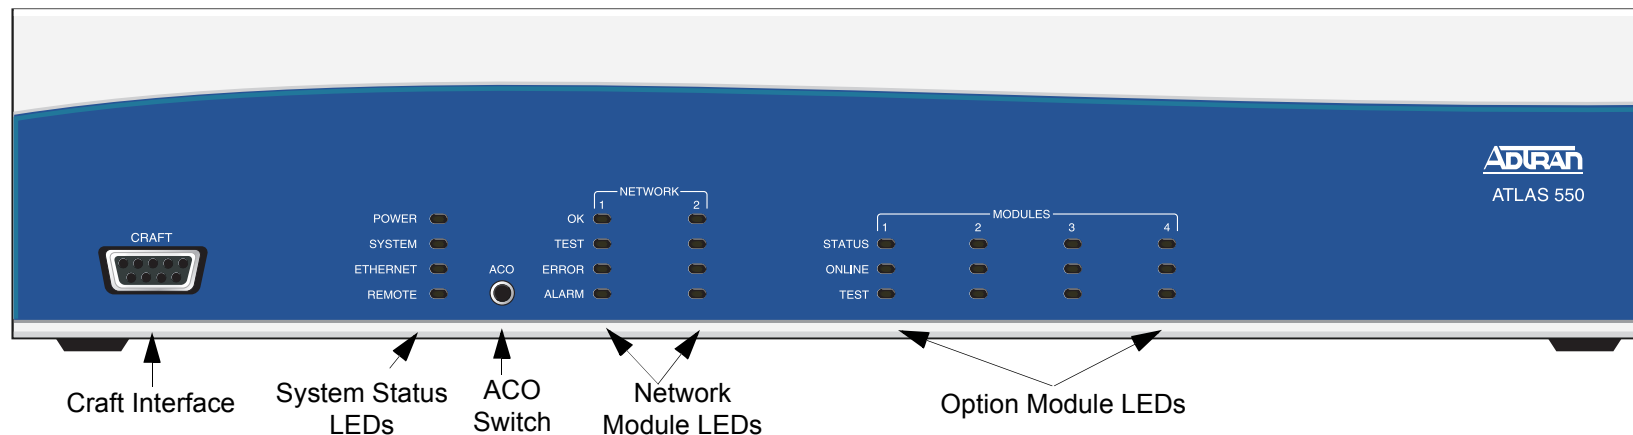 ADTRAN
ATLAS 550
CRAFT
POWER
SYSTEM
ETHERNET
REMOTE
ACO
NETWORK
1 2
OK
TEST
ERROR
ALARM
MODULES
1 2 3 4
STATUS
ONLINE
TEST
Craft Interface
System Status
LEDs
ACO
Switch
Network
Module LEDs
Option Module LEDs